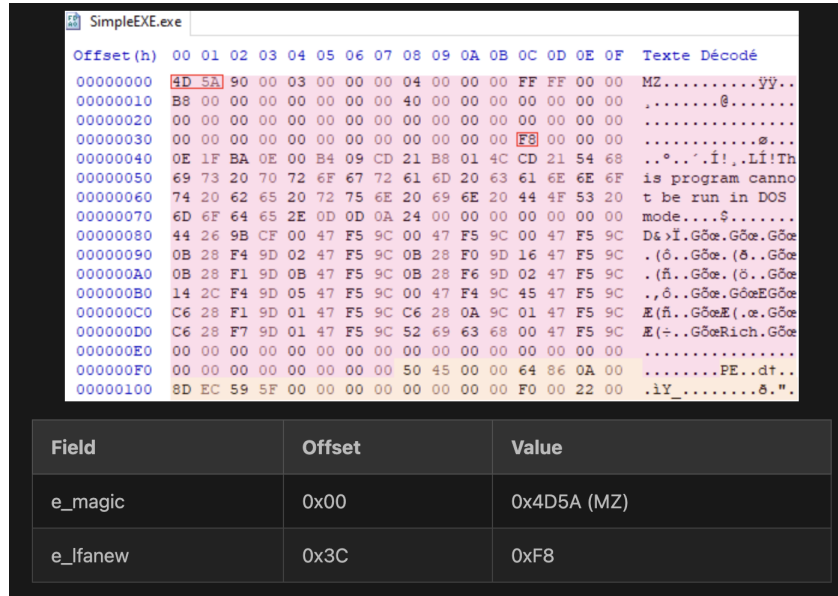 SimpleEXE.exe
Offset(h) 00 01 02 03 04 05 06 07 08 09 0A 0B 0C 0D 0E 0F Texte Décodé
00000000 4D 5A 90 00 03 00 00 00 04 00 00 00 FF FF 00 00 MZ..........ÿÿ..
00000010 B8 00 00 00 00 00 00 00 40 00 00 00 00 00 00 00 ¸.......@.......
00000020 00 00 00 00 00 00 00 00 00 00 00 00 00 00 00 00 ................
00000030 00 00 00 00 00 00 00 00 00 00 00 00 F8 00 00 00 ............ø...
00000040 0E 1F BA 0E 00 B4 09 CD 21 B8 01 4C CD 21 54 68 ..º..´.Í!¸.LÍ!Th
00000050 69 73 20 70 72 6F 67 72 61 6D 20 63 61 6E 6E 6F is program canno
00000060 74 20 62 65 20 72 75 6E 20 69 6E 20 44 4F 53 20 t be run in DOS
00000070 6D 6F 64 65 2E 0D 0D 0A 24 00 00 00 00 00 00 00 mode....$.......
00000080 44 26 9B CF 00 47 F5 9C 00 47 F5 9C 00 47 F5 9C D&›Ï.Gõœ.Gõœ.Gõœ
00000090 0B 28 F4 9D 02 47 F5 9C 0B 28 F0 9D 16 47 F5 9C .(ô..Gõœ.(ð..Gõœ
000000A0 0B 28 F1 9D 0B 47 F5 9C 0B 28 F6 9D 02 47 F5 9C .(ñ..Gõœ.(ö..Gõœ
000000B0 14 2C F4 9D 05 47 F5 9C 00 47 F4 9C 45 47 F5 9C .,ô..Gõœ.GôœEGõœ
000000C0 C6 28 F1 9D 01 47 F5 9C C6 28 0A 9C 01 47 F5 9C Æ(ñ..GõœÆ(.œ.Gõœ
000000D0 C6 28 F7 9D 01 47 F5 9C 52 69 63 68 00 47 F5 9C Æ(÷..GõœRich.Gõœ
000000E0 00 00 00 00 00 00 00 00 00 00 00 00 00 00 00 00 ................
000000F0 00 00 00 00 00 00 00 00 50 45 00 00 64 86 0A 00 ........PE..d†..
00000100 8D EC 59 5F 00 00 00 00 00 00 00 00 F0 00 22 00 .ìY_........ð.".
Field Offset Value
e_magic 0x00 0x4D5A (MZ)
e_lfanew 0x3C 0xF8